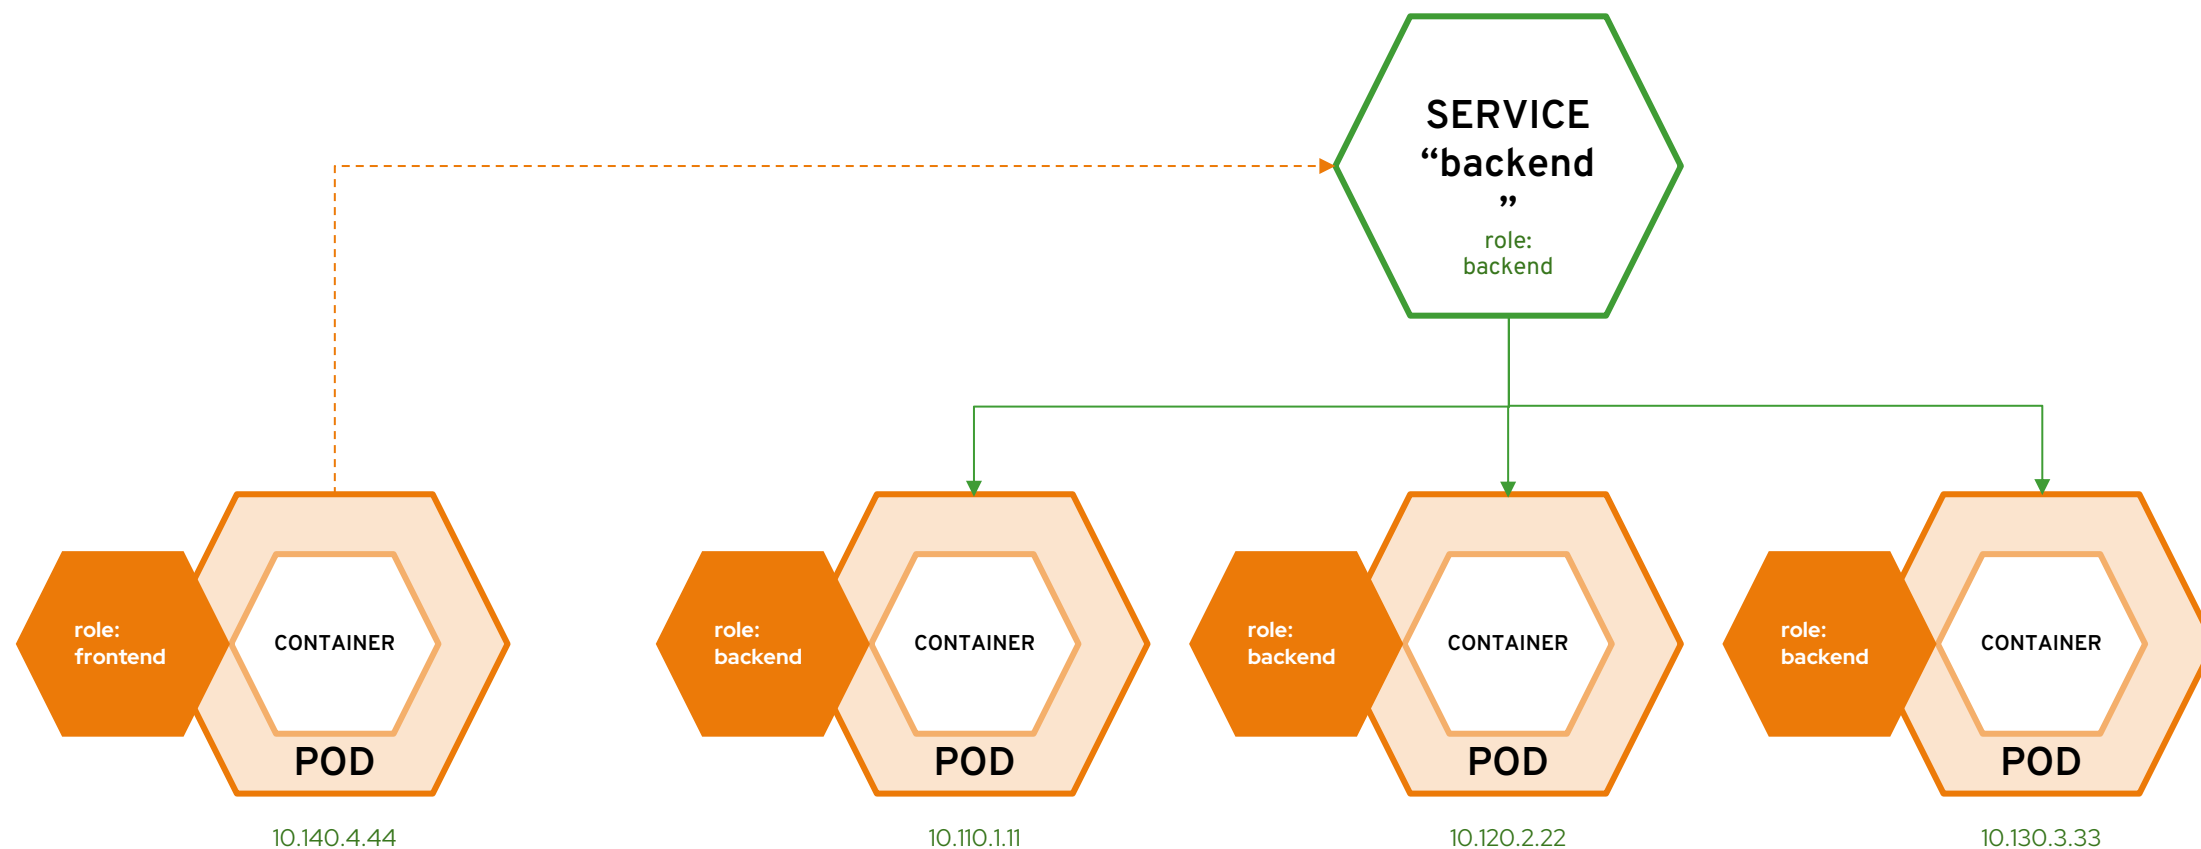 SERVICE
“backend
”
role:
backend
role:
frontend
CONTAINER
POD
10.140.4.44
role:
backend
CONTAINER
POD
10.110.1.11
role:
backend
CONTAINER
POD
10.120.2.22
role:
backend
CONTAINER
POD
10.130.3.33